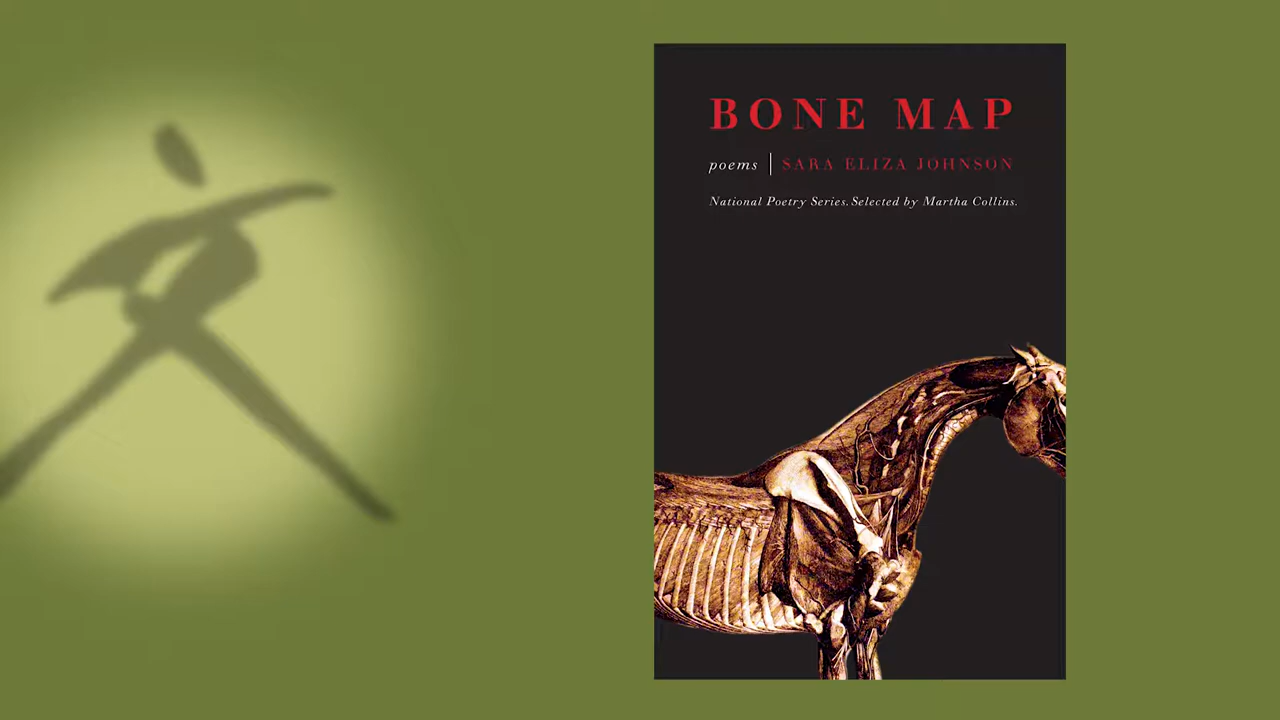 BONE MAP
poems | SARA ELIZA JOHNSON
National Poetry Series. Selected by Martha Collins.